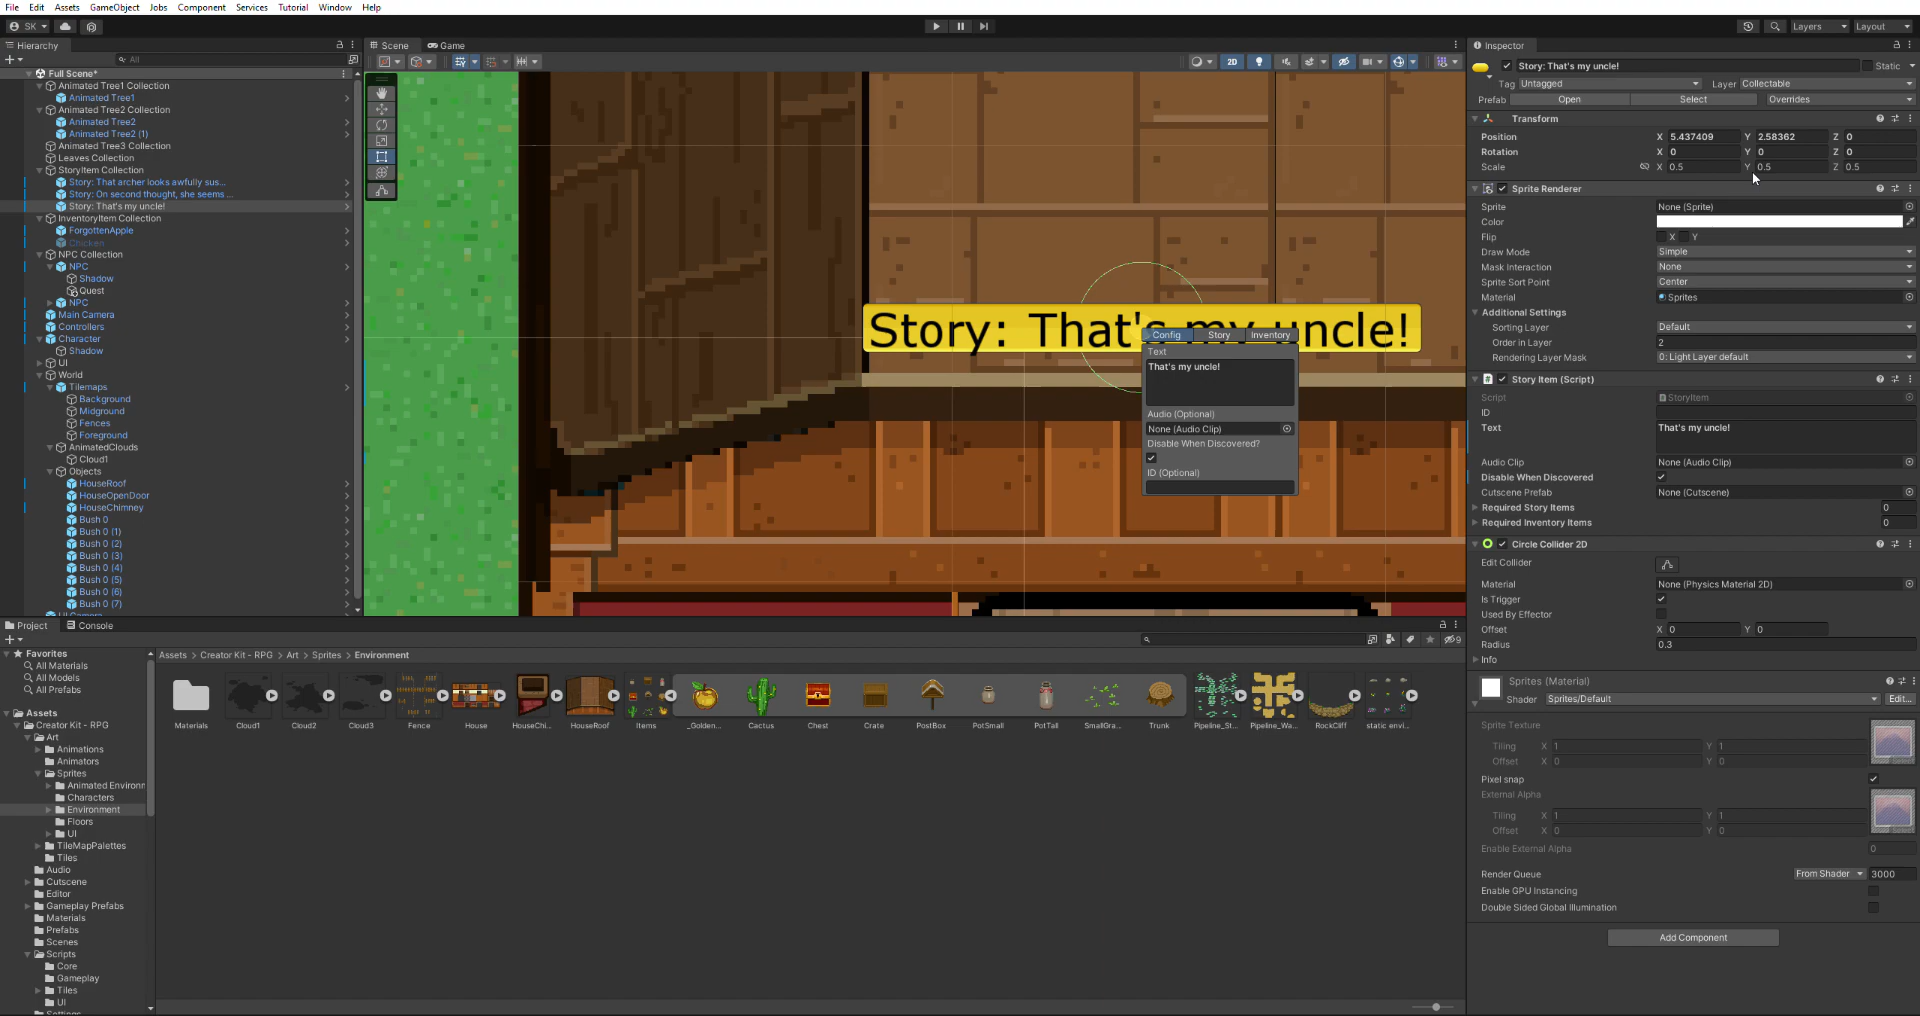 File Edit Assets GameObject Jobs Component Services Tutorial Window Help
SK Layers Layout
Hierarchy
All
Full Scene*
Animated Tree1 Collection
Animated Tree1
Animated Tree2 Collection
Animated Tree2
Animated Tree2 (1)
Animated Tree3 Collection
Leaves Collection
StoryItem Collection
Story: That archer looks awfully sus...
Story: On second thought, she seems ...
Story: That's my uncle!
InventoryItem Collection
ForgottenApple
Chicken
NPC Collection
NPC
Shadow
Quest
NPC
Main Camera
Controllers
Character
Shadow
UI
World
Tilemaps
Background
Midground
Fences
Foreground
AnimatedClouds
Cloud1
Objects
HouseRoof
HouseOpenDoor
HouseChimney
Bush 0
Bush 0 (1)
Bush 0 (2)
Bush 0 (3)
Bush 0 (4)
Bush 0 (5)
Bush 0 (6)
Bush 0 (7)
Scene Game
2D
Story: That's my uncle!
Config Story Inventory
Text
That's my uncle!
Audio (Optional)
None (Audio Clip)
Disable When Discovered?
ID (Optional)
Inspector
Story: That's my uncle! Static
Tag Untagged Layer Collectable
Prefab Open Select Overrides
Transform
Position X 5.437409 Y 2.58362 Z 0
Rotation X 0 Y 0 Z 0
Scale X 0.5 Y 0.5 Z 0.5
Sprite Renderer
Sprite None (Sprite)
Color
Flip X Y
Draw Mode Simple
Mask Interaction None
Sprite Sort Point Center
Material Sprites
Additional Settings
Sorting Layer Default
Order in Layer 2
Rendering Layer Mask 0: Light Layer default
Story Item (Script)
Script StoryItem
ID
Text That's my uncle!
Audio Clip None (Audio Clip)
Disable When Discovered
Cutscene Prefab None (Cutscene)
Required Story Items 0
Required Inventory Items 0
Circle Collider 2D
Edit Collider
Material None (Physics Material 2D)
Is Trigger
Used By Effector
Offset X 0 Y 0
Radius 0.3
Info
Sprites (Material)
Shader Sprites/Default Edit...
Sprite Texture
Tiling X 1 Y 1
Offset X 0 Y 0
Pixel snap
External Alpha
Tiling X 1 Y 1
Offset X 0 Y 0
Enable External Alpha 0
Render Queue From Shader 3000
Enable GPU Instancing
Double Sided Global Illumination
Add Component
Project Console
9
Favorites
All Materials
All Models
All Prefabs
Assets
Creator Kit - RPG
Art
Animations
Animators
Sprites
Animated Environm
Characters
Environment
Floors
UI
TileMapPalettes
Tiles
Audio
Cutscene
Editor
Gameplay Prefabs
Materials
Prefabs
Scenes
Scripts
Core
Gameplay
Tiles
UI
Assets > Creator Kit - RPG > Art > Sprites > Environment
Materials Cloud1 Cloud2 Cloud3 Fence House HouseChi... HouseRoof Items _Golden... Cactus Chest Crate PostBox PotSmall PotTall SmallGra... Trunk Pipeline_St... Pipeline_Wa... RockCliff static envi...